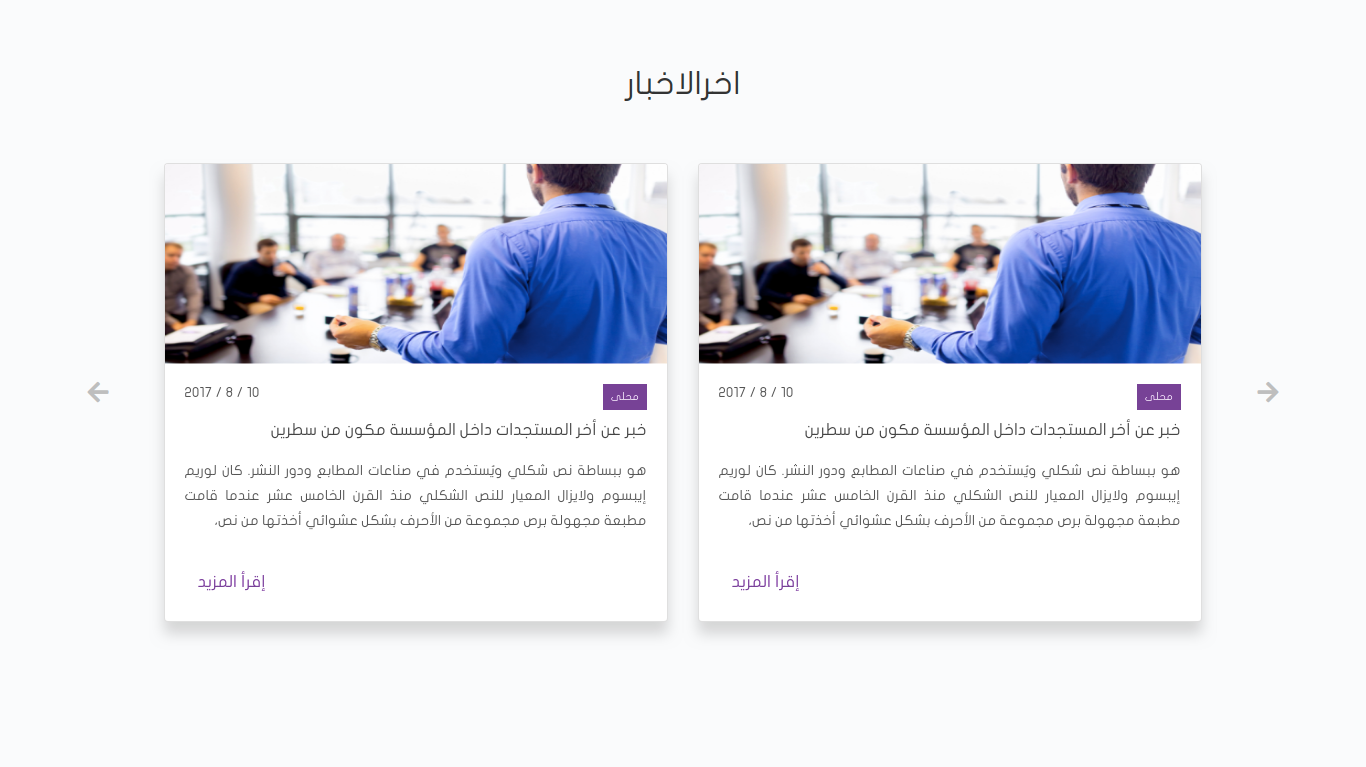 اخرالاخبار
محلى
10 / 8 / 2017
خبر عن أخر المستجدات داخل المؤسسة مكون من سطرين
هو ببساطة نص شكلي ويُستخدم في صناعات المطابع ودور النشر. كان لوريم
إيبسوم ولايزال المعيار للنص الشكلي منذ القرن الخامس عشر عندما قامت
مطبعة مجهولة برص مجموعة من الأحرف بشكل عشوائي أخذتها من نص،
إقرأ المزيد
محلى
10 / 8 / 2017
خبر عن أخر المستجدات داخل المؤسسة مكون من سطرين
هو ببساطة نص شكلي ويُستخدم في صناعات المطابع ودور النشر. كان لوريم
إيبسوم ولايزال المعيار للنص الشكلي منذ القرن الخامس عشر عندما قامت
مطبعة مجهولة برص مجموعة من الأحرف بشكل عشوائي أخذتها من نص،
إقرأ المزيد